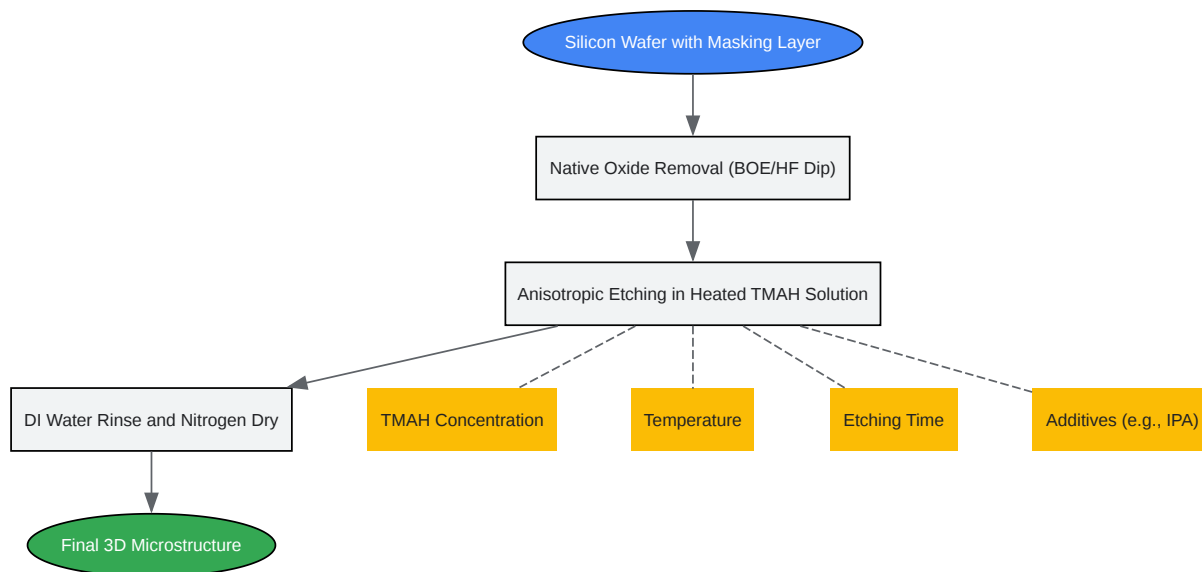 Silicon Wafer with Masking Layer
Native Oxide Removal (BOE/HF Dip)
Anisotropic Etching in Heated TMAH Solution
DI Water Rinse and Nitrogen Dry
TMAH Concentration
Temperature
Etching Time
Additives (e.g., IPA)
Final 3D Microstructure